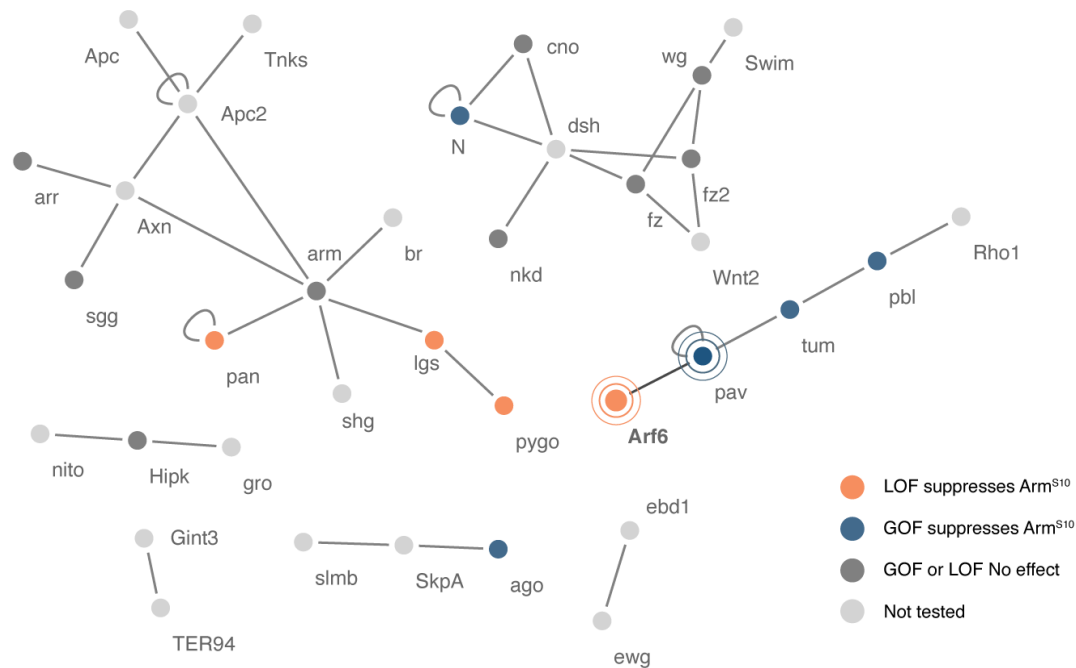 Apc
Tnks
Apc2
cno
wg
Swim
N
dsh
fz2
fz
arr
Axn
arm
br
nkd
Wnt2
Rho1
pbl
sgg
tum
pan
lgs
pav
shg
pygo
Arf6
nito
Hipk
gro
LOF suppresses Arm^S10
ebd1
GOF suppresses Arm^S10
Gint3
slmb
SkpA
ago
GOF or LOF No effect
Not tested
TER94
ewg